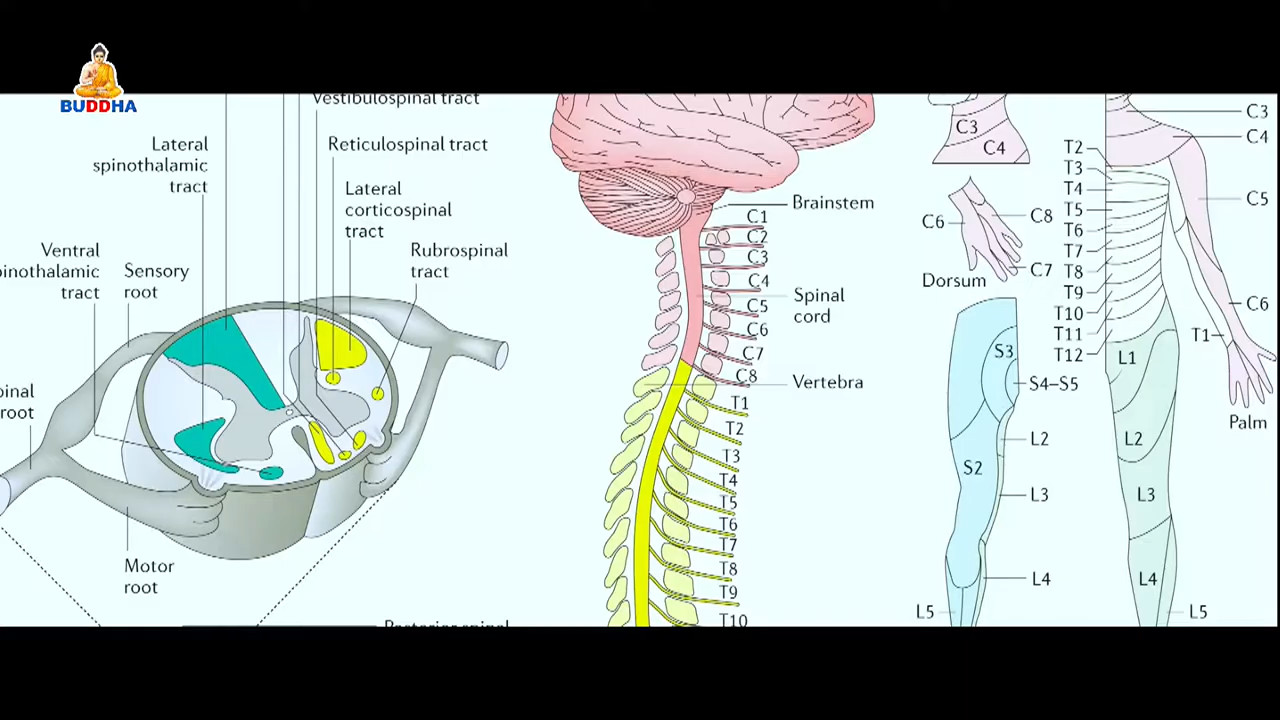 BUDDHA
Vestibulospinal tract
Lateral
spinothalamic
tract
Reticulospinal tract
Lateral
corticospinal
tract
Ventral
pinothalamic
tract
Sensory
root
Rubrospinal
tract
inal
root
Motor
root
Brainstem
C1
C2
C3
C4
C5
C6
C7
C8
Spinal
cord
Vertebra
T1
T2
T3
T4
T5
T6
T7
T8
T9
T10
C3
C4
C6
C8
C7
Dorsum
S3
S4–S5
L2
S2
L3
L4
L5
T2
T3
T4
T5
T6
T7
T8
T9
T10
T11
T12
C3
C4
C5
C6
T1
Palm
L1
L2
L3
L4
L5